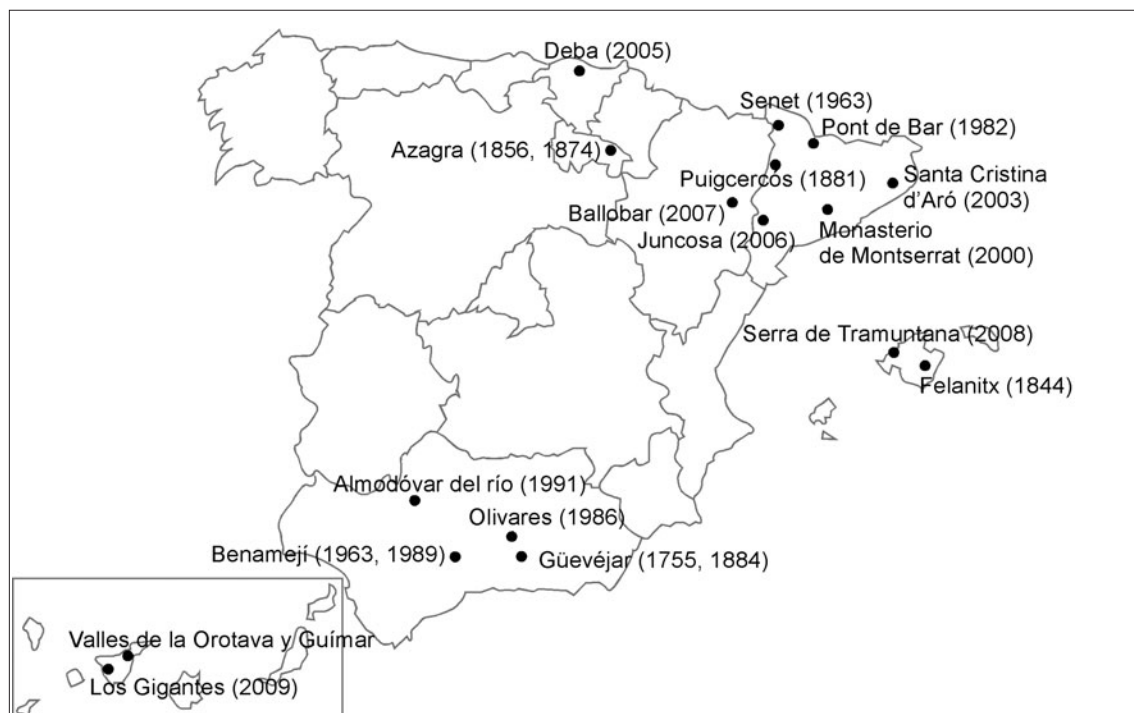 Deba (2005)
Senet (1963)
Pont de Bar (1982)
Azagra (1856, 1874)
Puigcercos (1881)
Santa Cristina
d'Aró (2003)
Ballobar (2007)
Juncosa (2006)
Monasterio
de Montserrat (2000)
Serra de Tramuntana (2008)
Felanitx (1844)
Almodóvar del río (1991)
Olivares (1986)
Benamejí (1963, 1989)
Güevéjar (1755, 1884)
Valles de la Orotava y Guímar
Los Gigantes (2009)